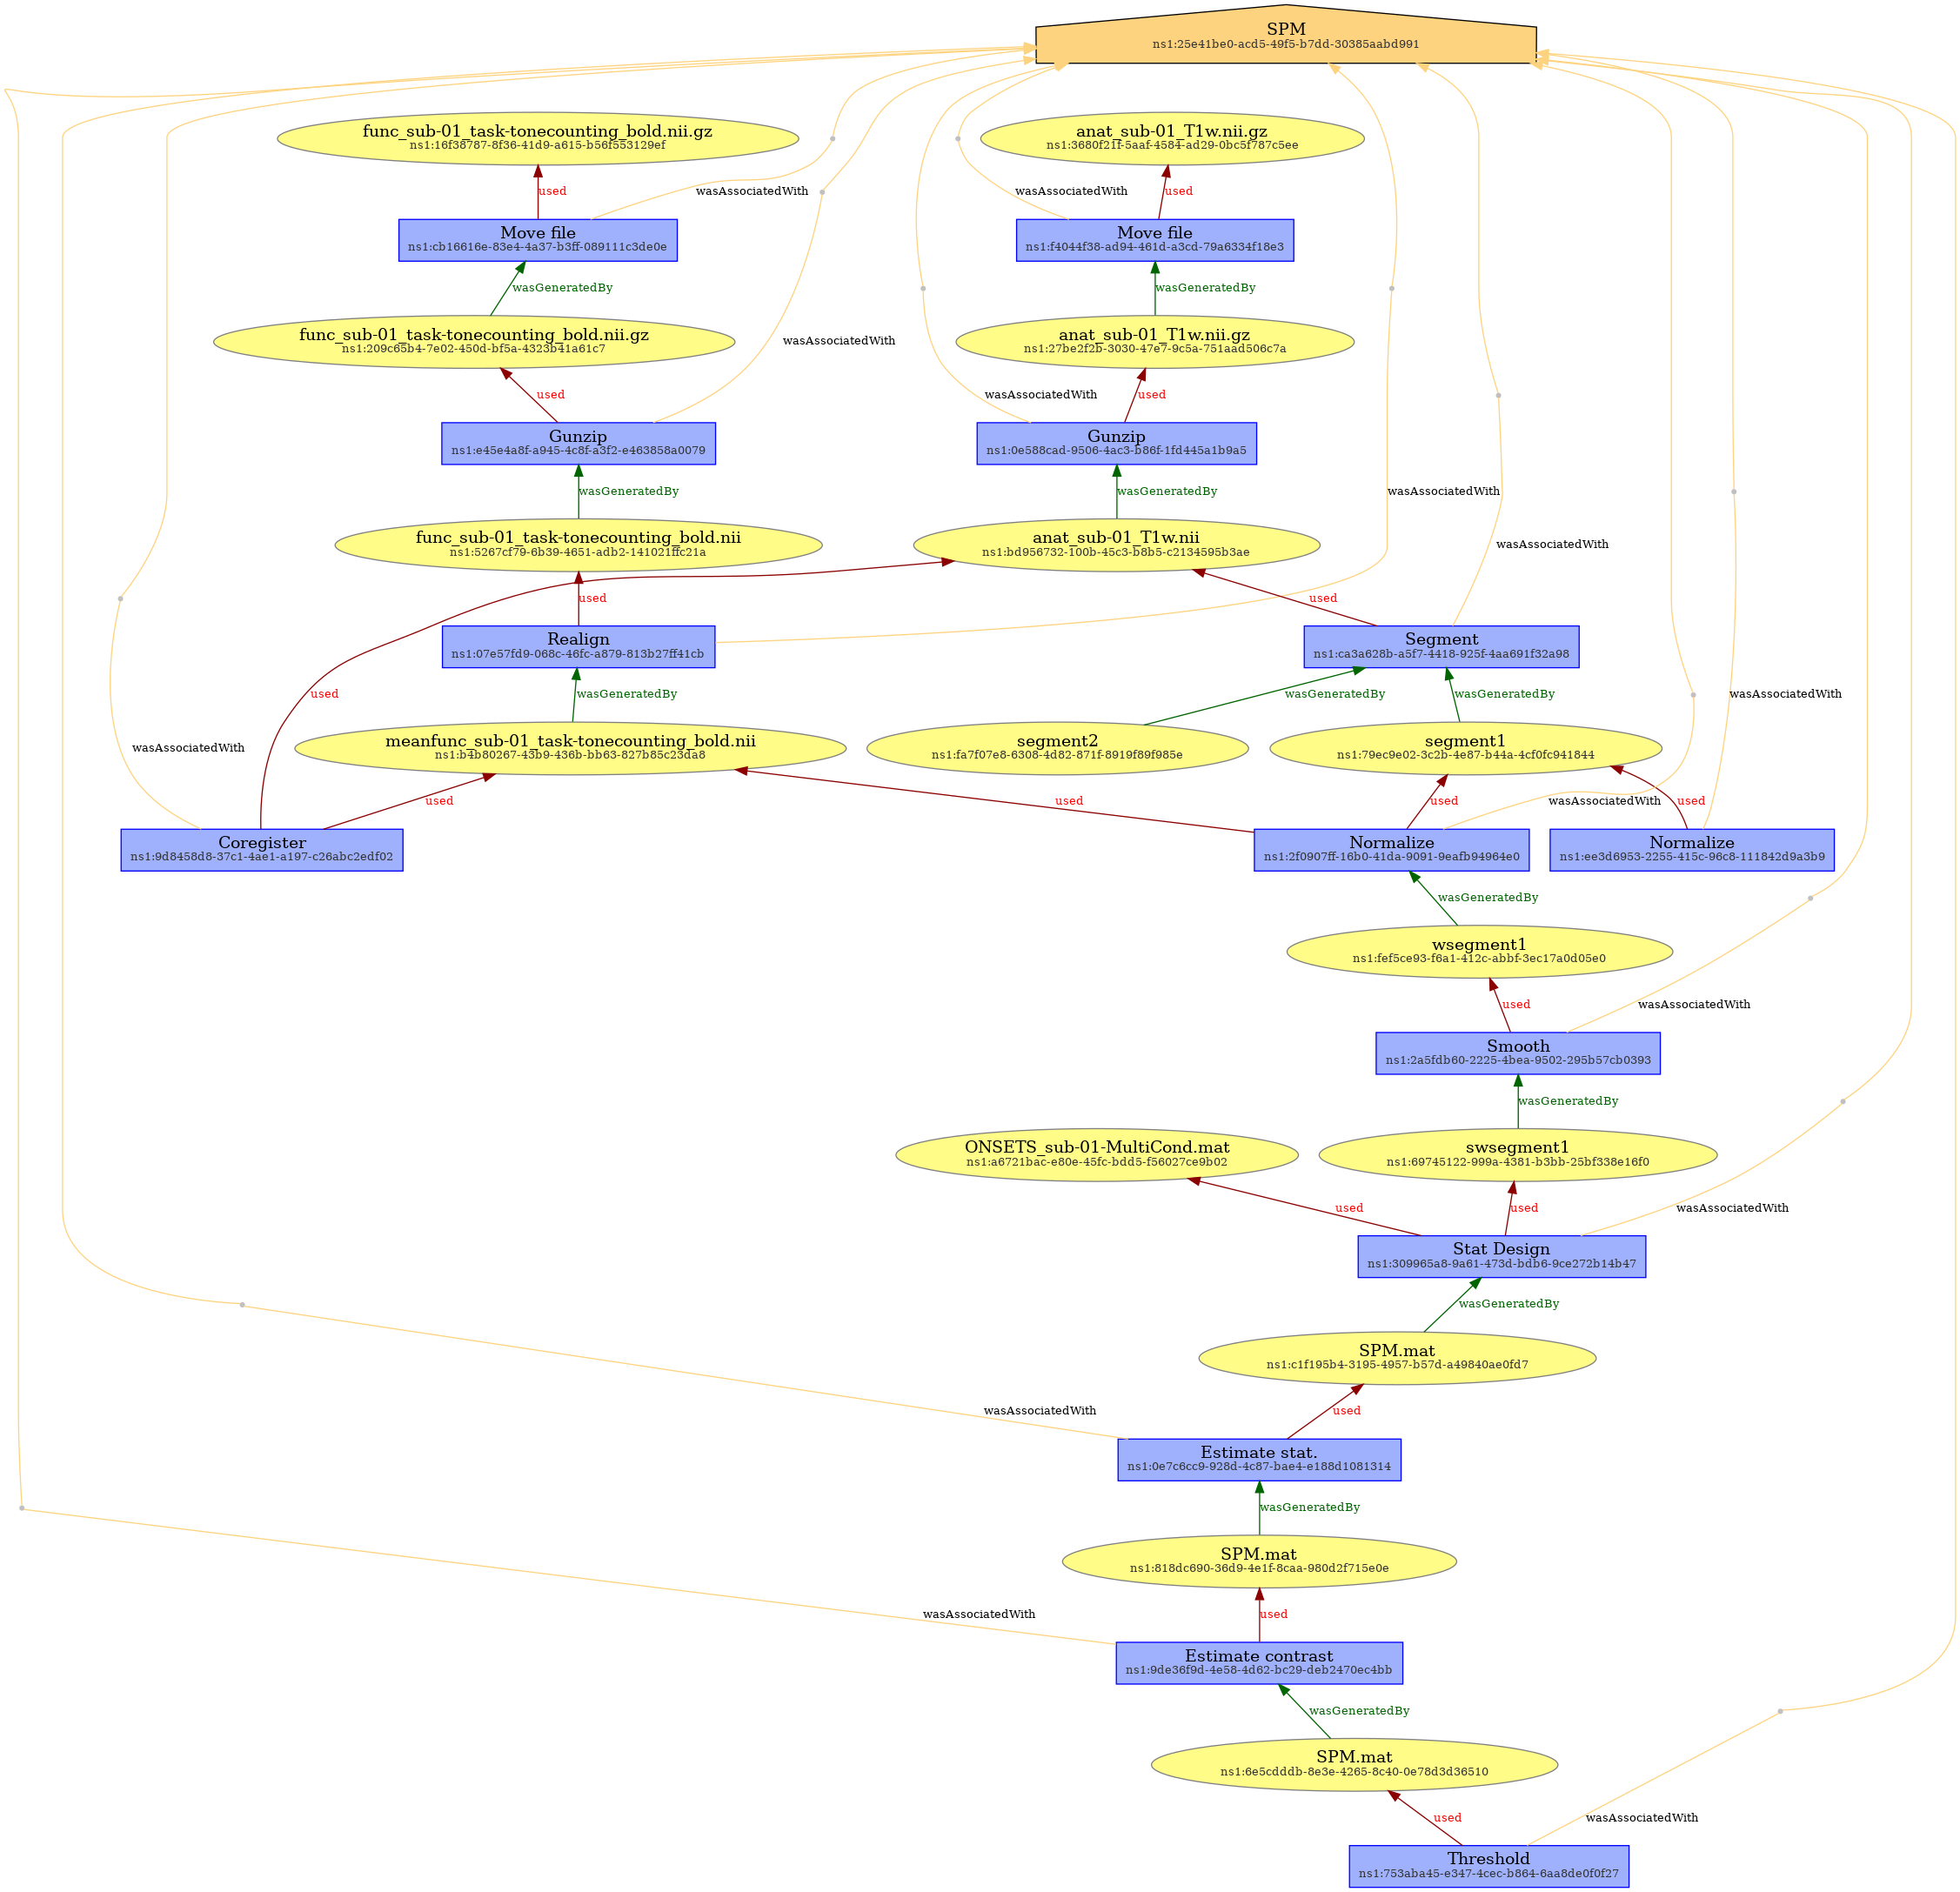 SPM
ns1:25e41be0-acd5-49f5-b7dd-30385aabd991
func_sub-01_task-tonecounting_bold.nii.gz
ns1:16f38787-8f36-41d9-a615-b56f553129ef
anat_sub-01_T1w.nii.gz
ns1:3680f21f-5aaf-4584-ad29-0bc5f787c5ee
used
wasAssociatedWith
wasAssociatedWith
used
Move file
ns1:cb16616e-83e4-4a37-b3ff-089111c3de0e
Move file
ns1:f4044f38-ad94-461d-a3cd-79a6334f18e3
wasGeneratedBy
wasGeneratedBy
func_sub-01_task-tonecounting_bold.nii.gz
ns1:209c65b4-7e02-450d-bf5a-4323b41a61c7
wasAssociatedWith
anat_sub-01_T1w.nii.gz
ns1:27be2f2b-3030-47e7-9c5a-751aad506c7a
used
wasAssociatedWith
used
Gunzip
ns1:e45e4a8f-a945-4c8f-a3f2-e463858a0079
Gunzip
ns1:0e588cad-9506-4ac3-b86f-1fd445a1b9a5
wasGeneratedBy
wasGeneratedBy
wasAssociatedWith
func_sub-01_task-tonecounting_bold.nii
ns1:5267cf79-6b39-4651-adb2-141021ffc21a
anat_sub-01_T1w.nii
ns1:bd956732-100b-45c3-b8b5-c2134595b3ae
wasAssociatedWith
used
used
Realign
ns1:07e57fd9-068c-46fc-a879-813b27ff41cb
Segment
ns1:ca3a628b-a5f7-4418-925f-4aa691f32a98
used
wasGeneratedBy
wasGeneratedBy
wasGeneratedBy
wasAssociatedWith
wasAssociatedWith
meanfunc_sub-01_task-tonecounting_bold.nii
ns1:b4b80267-43b9-436b-bb63-827b85c23da8
segment2
ns1:fa7f07e8-6308-4d82-871f-8919f89f985e
segment1
ns1:79ec9e02-3c2b-4e87-b44a-4cf0fc941844
used
used
used
wasAssociatedWith
used
Coregister
ns1:9d8458d8-37c1-4ae1-a197-c26abc2edf02
Normalize
ns1:2f0907ff-16b0-41da-9091-9eafb94964e0
Normalize
ns1:ee3d6953-2255-415c-96c8-111842d9a3b9
wasGeneratedBy
wsegment1
ns1:fef5ce93-f6a1-412c-abbf-3ec17a0d05e0
used
wasAssociatedWith
Smooth
ns1:2a5fdb60-2225-4bea-9502-295b57cb0393
wasGeneratedBy
ONSETS_sub-01-MultiCond.mat
ns1:a6721bac-e80e-45fc-bdd5-f56027ce9b02
swsegment1
ns1:69745122-999a-4381-b3bb-25bf338e16f0
used
used
wasAssociatedWith
Stat Design
ns1:309965a8-9a61-473d-bdb6-9ce272b14b47
wasGeneratedBy
SPM.mat
ns1:c1f195b4-3195-4957-b57d-a49840ae0fd7
wasAssociatedWith
used
Estimate stat.
ns1:0e7c6cc9-928d-4c87-bae4-e188d1081314
wasGeneratedBy
SPM.mat
ns1:818dc690-36d9-4e1f-8caa-980d2f715e0e
wasAssociatedWith
used
Estimate contrast
ns1:9de36f9d-4e58-4d62-bc29-deb2470ec4bb
wasGeneratedBy
SPM.mat
ns1:6e5cdddb-8e3e-4265-8c40-0e78d3d36510
used
wasAssociatedWith
Threshold
ns1:753aba45-e347-4cec-b864-6aa8de0f0f27